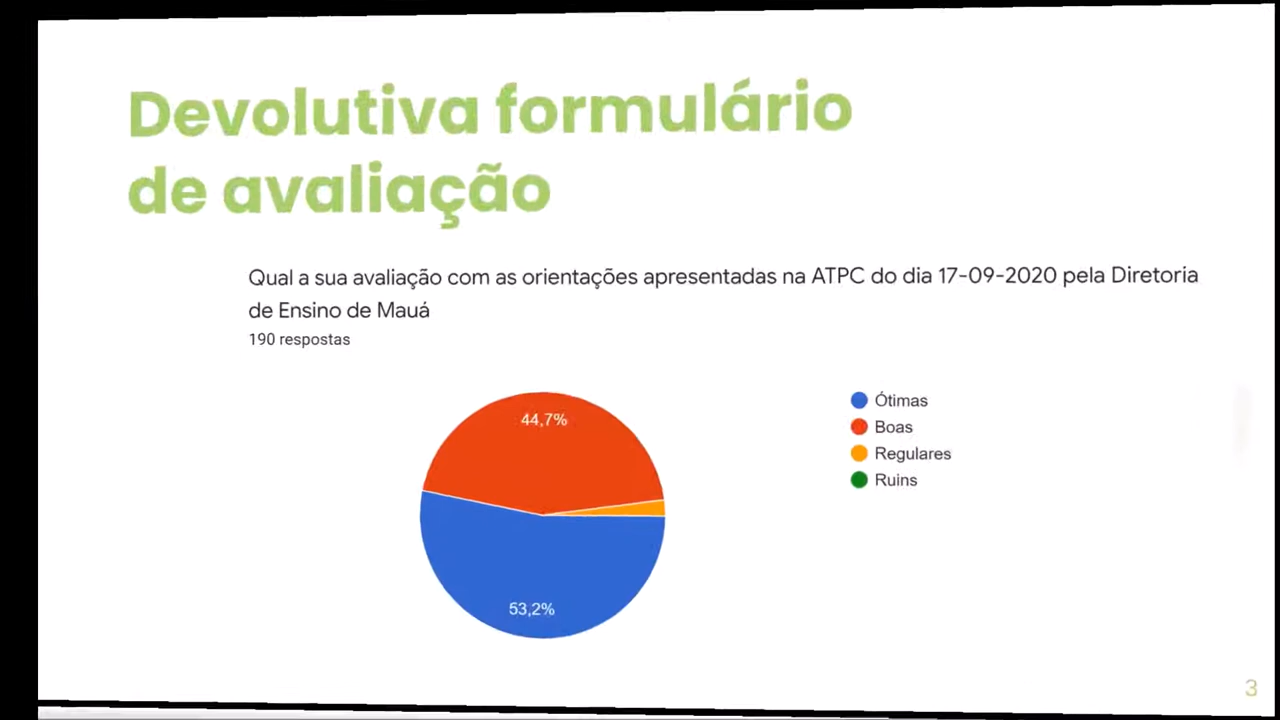 Devolutiva formulário
de avaliação
Qual a sua avaliação com as orientações apresentadas na ATPC do dia 17-09-2020 pela Diretoria
de Ensino de Mauá
190 respostas
44,7%
53,2%
Ótimas
Boas
Regulares
Ruins
3